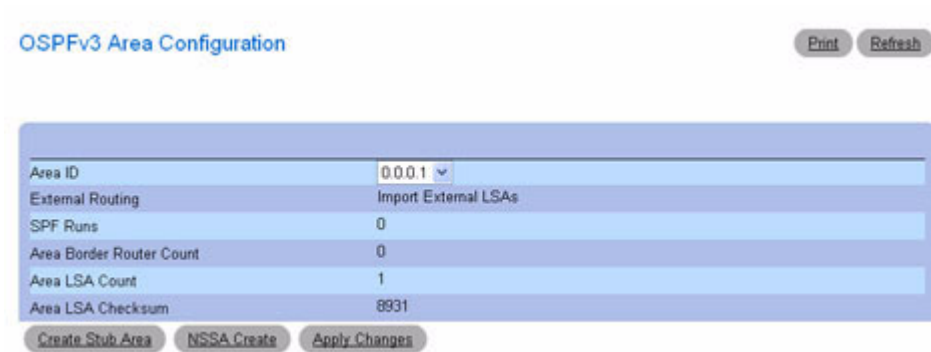 OSPFv3 Area Configuration
Print Refresh
Area ID 0.0.0.1
External Routing Import External LSAs
SPF Runs 0
Area Border Router Count 0
Area LSA Count 1
Area LSA Checksum 8931
Create Stub Area NSSA Create Apply Changes